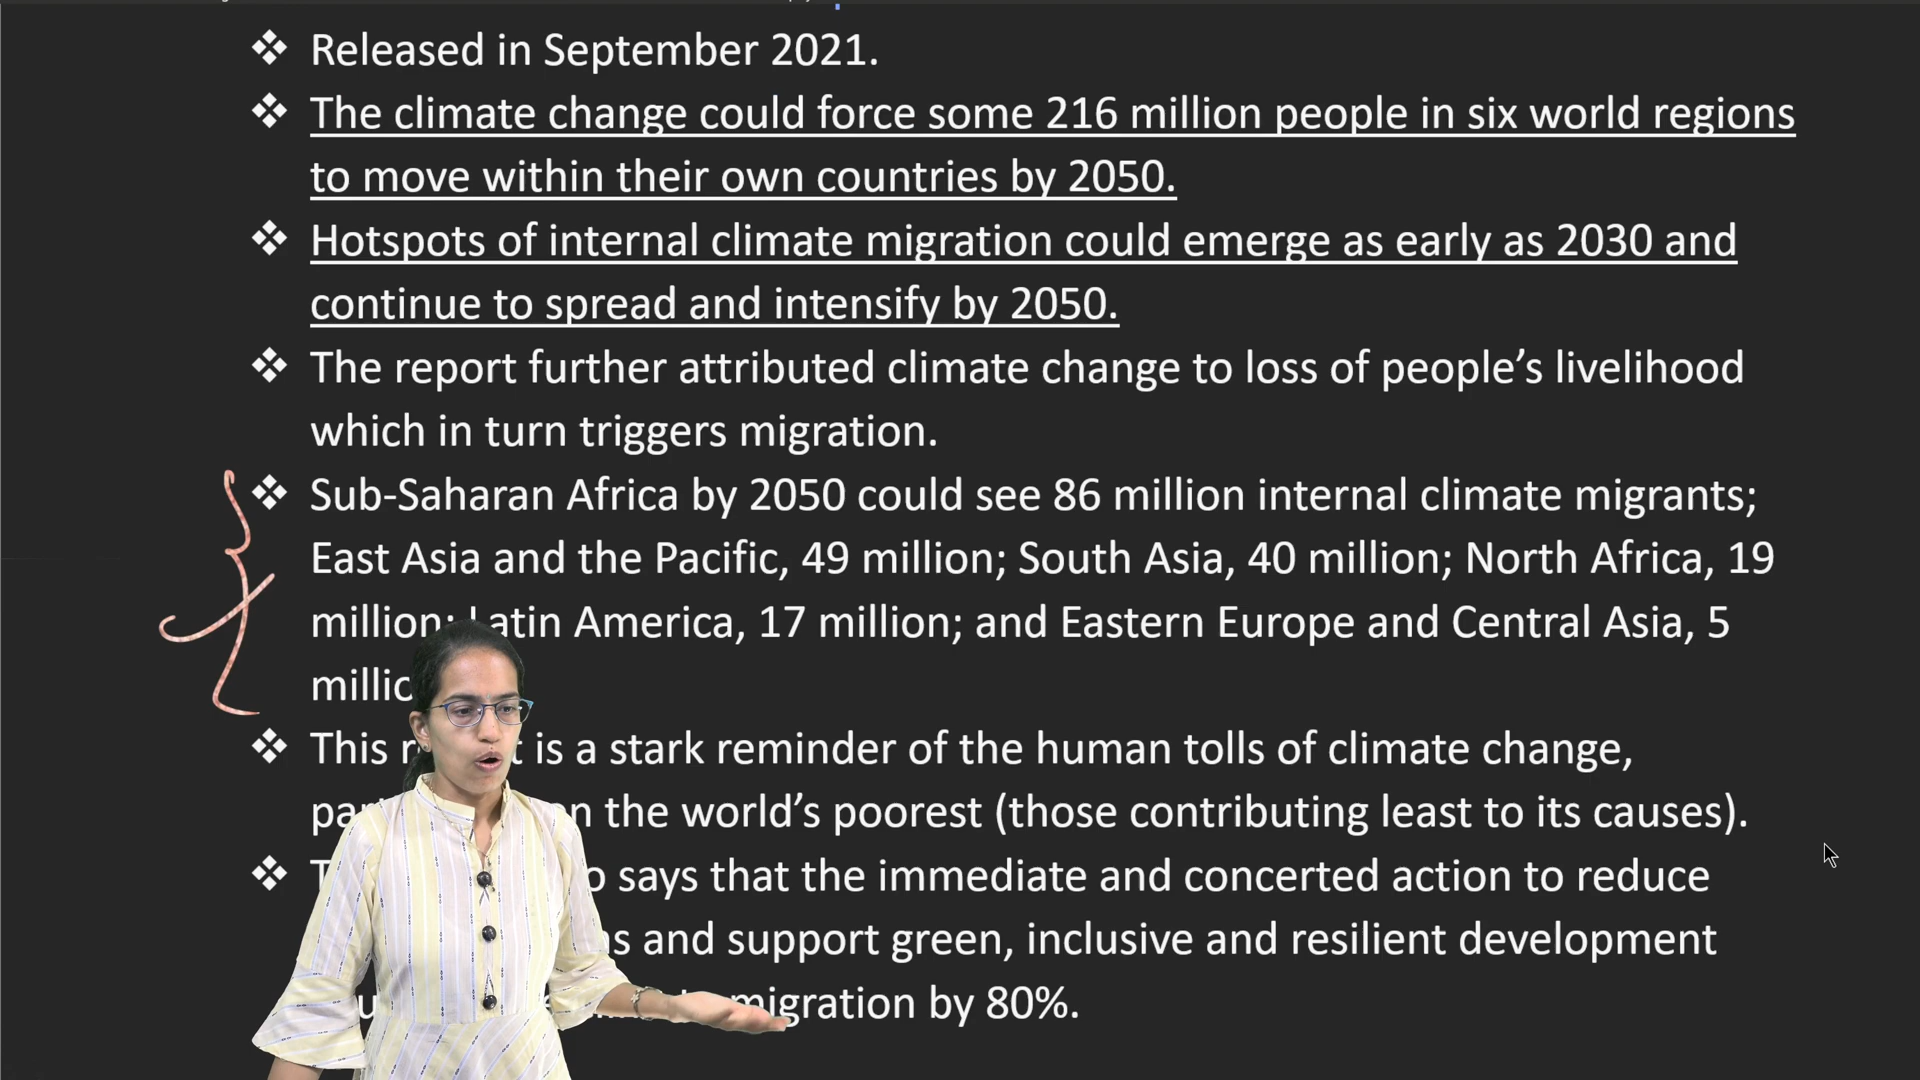 Released in September 2021.
The climate change could force some 216 million people in six world regions
to move within their own countries by 2050.
Hotspots of internal climate migration could emerge as early as 2030 and
continue to spread and intensify by 2050.
The report further attributed climate change to loss of people’s livelihood
which in turn triggers migration.
Sub-Saharan Africa by 2050 could see 86 million internal climate migrants;
East Asia and the Pacific, 49 million; South Asia, 40 million; North Africa, 19
million; Latin America, 17 million; and Eastern Europe and Central Asia, 5
This is a stark reminder of the human tolls of climate change,
the world’s poorest (those contributing least to its causes).
says that the immediate and concerted action to reduce
and support green, inclusive and resilient development
migration by 80%.